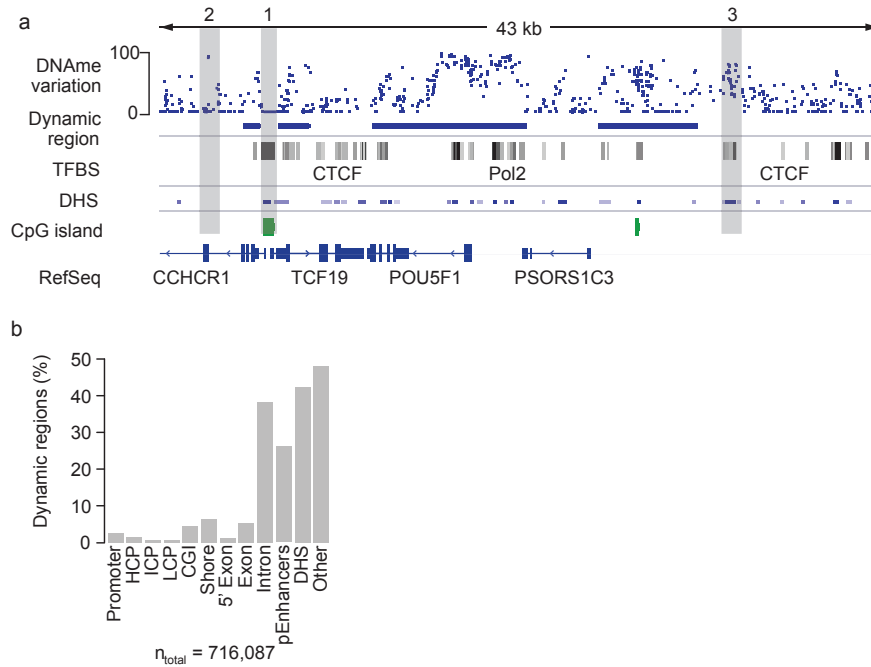 a
2 1 3
43 kb
DNAme variation
100
0
Dynamic region
TFBS
CTCF Pol2 CTCF
DHS
CpG island
RefSeq
CCHCR1 TCF19 POU5F1 PSORS1C3
b
Dynamic regions (%)
50
40
30
20
10
0
Promoter
HCP
ICP
LCP
CGI
Shore
5' Exon
Exon
Intron
pEnhancers
DHS
Other
ntotal = 716,087